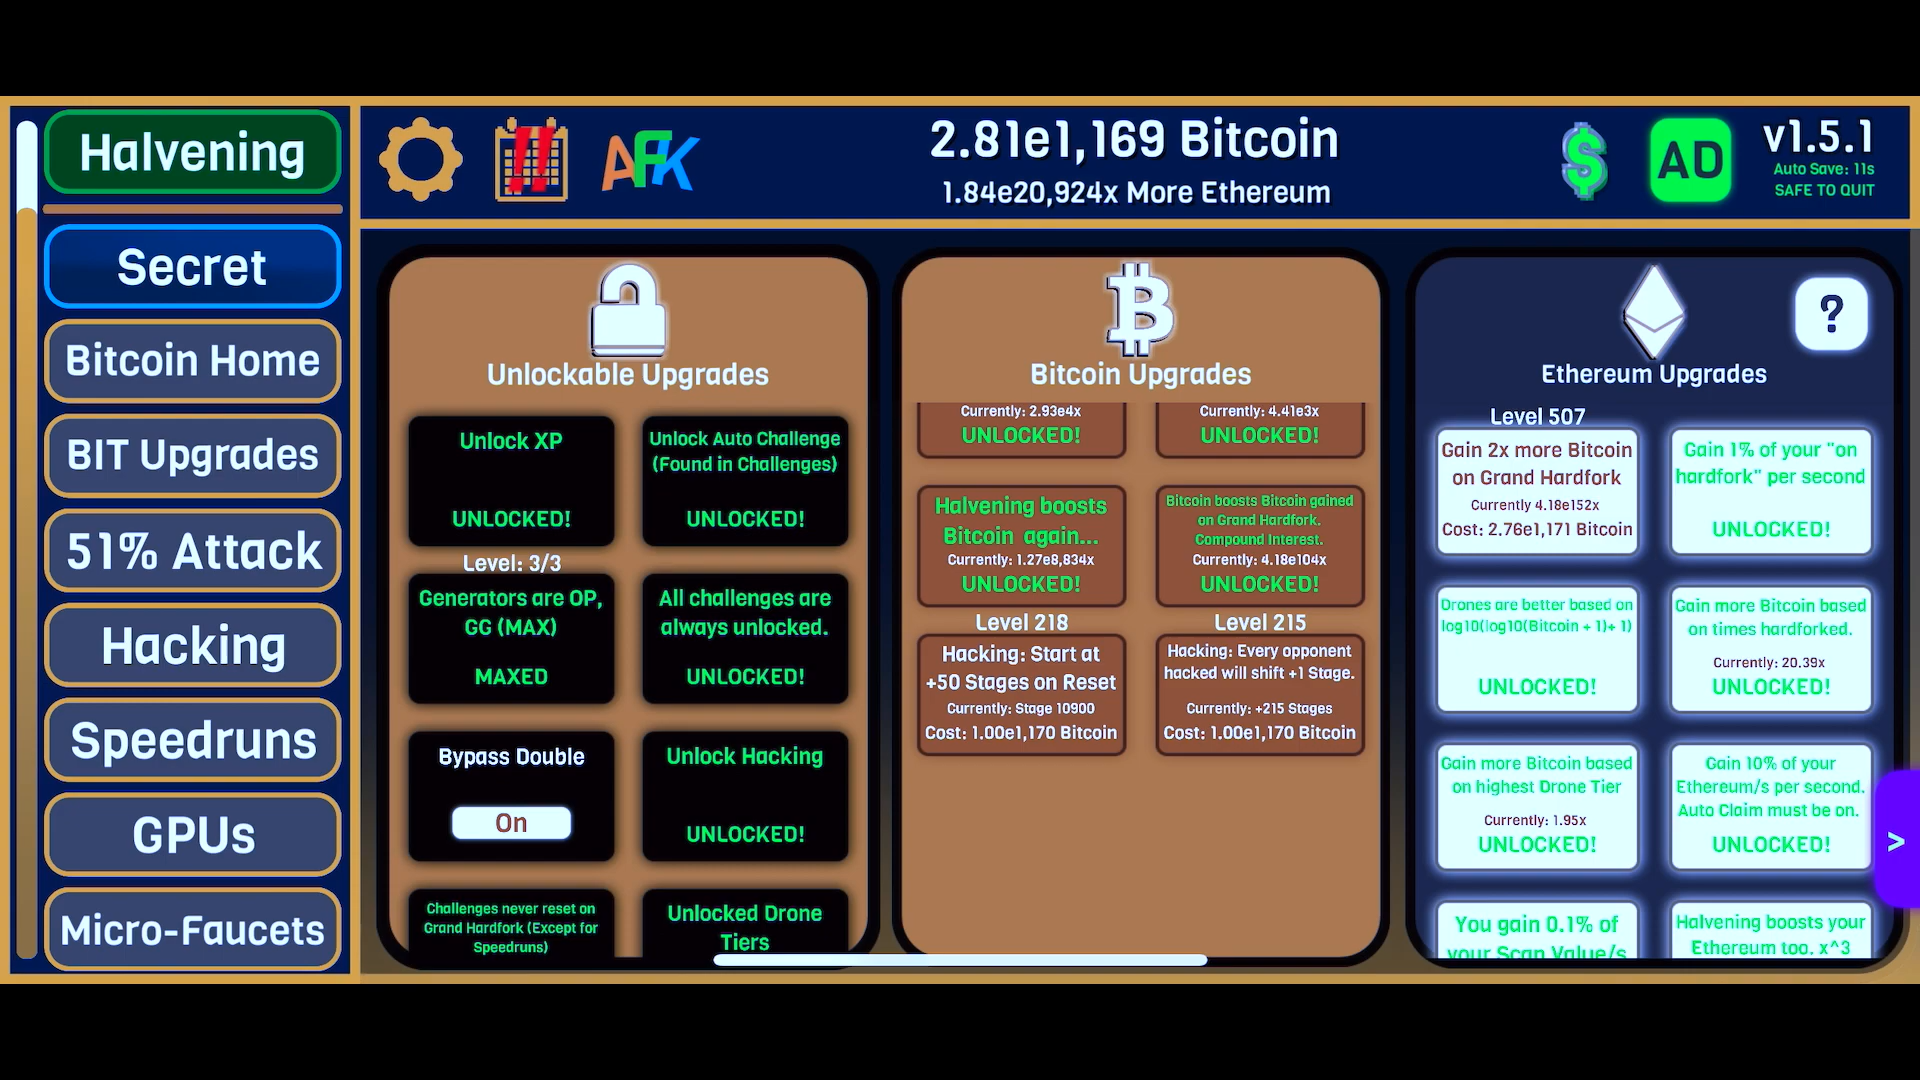 Halvening
Secret
Bitcoin Home
BIT Upgrades
51% Attack
Hacking
Speedruns
GPUs
Micro-Faucets
!!
AFK
2.81e1,169 Bitcoin
1.84e20,924x More Ethereum
$
AD
v1.5.1
Auto Save: 11s
SAFE TO QUIT
Unlockable Upgrades
Unlock XP
UNLOCKED!
Unlock Auto Challenge
(Found in Challenges)
UNLOCKED!
Level: 3/3
Generators are OP,
GG (MAX)
MAXED
All challenges are
always unlocked.
UNLOCKED!
Bypass Double
On
Unlock Hacking
UNLOCKED!
Challenges never reset on
Grand Hardfork (Except for
Speedruns)
Unlocked Drone
Tiers
Bitcoin Upgrades
Currently: 2.93e4x
UNLOCKED!
Currently: 4.41e3x
UNLOCKED!
Halvening boosts
Bitcoin again...
Currently: 1.27e8,834x
UNLOCKED!
Bitcoin boosts Bitcoin gained
on Grand Hardfork.
Compound Interest.
Currently: 4.18e104x
UNLOCKED!
Level 218
Hacking: Start at
+50 Stages on Reset
Currently: Stage 10900
Cost: 1.00e1,170 Bitcoin
Level 215
Hacking: Every opponent
hacked will shift +1 Stage.
Currently: +215 Stages
Cost: 1.00e1,170 Bitcoin
?
Ethereum Upgrades
Level 507
Gain 2x more Bitcoin
on Grand Hardfork
Currently 4.18e152x
Cost: 2.76e1,171 Bitcoin
Gain 1% of your "on
hardfork" per second
UNLOCKED!
Drones are better based on
log10(log10(Bitcoin + 1)+ 1)
UNLOCKED!
Gain more Bitcoin based
on times hardforked.
Currently: 20.39x
UNLOCKED!
Gain more Bitcoin based
on highest Drone Tier
Currently: 1.95x
UNLOCKED!
Gain 10% of your
Ethereum/s per second.
Auto Claim must be on.
UNLOCKED!
You gain 0.1% of
your Scan Value/s
Halvening boosts your
Ethereum too. x^3
>